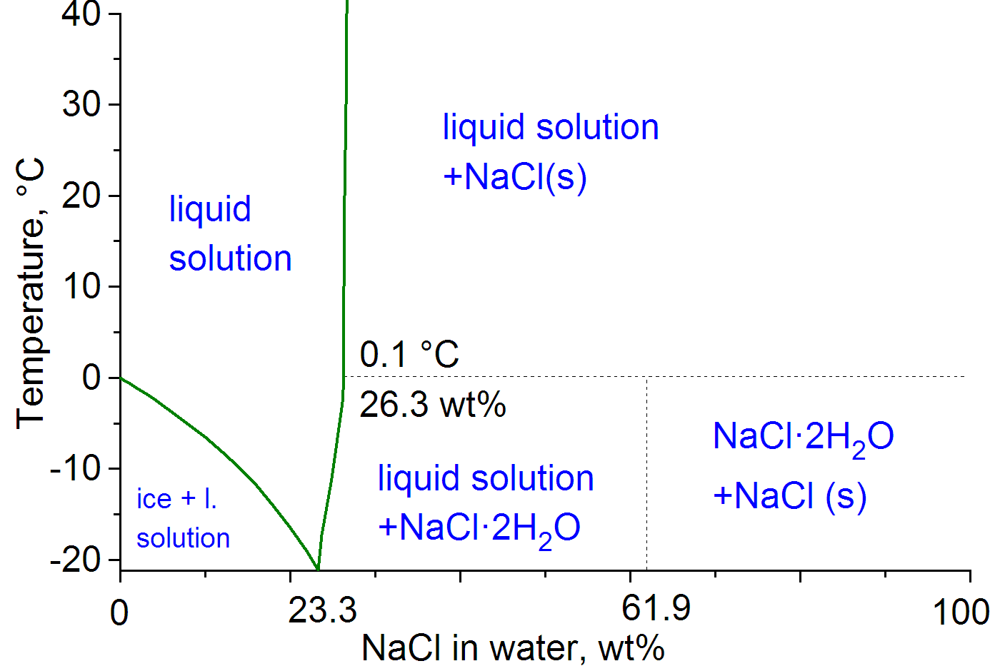 40
30
20
10
0
-10
-20
Temperature, °C
liquid
solution
liquid solution
+NaCl(s)
0.1 °C
26.3 wt%
ice + l.
solution
liquid solution
+NaCl·2H₂O
NaCl·2H₂O
+NaCl (s)
0
23.3
61.9
100
NaCl in water, wt%